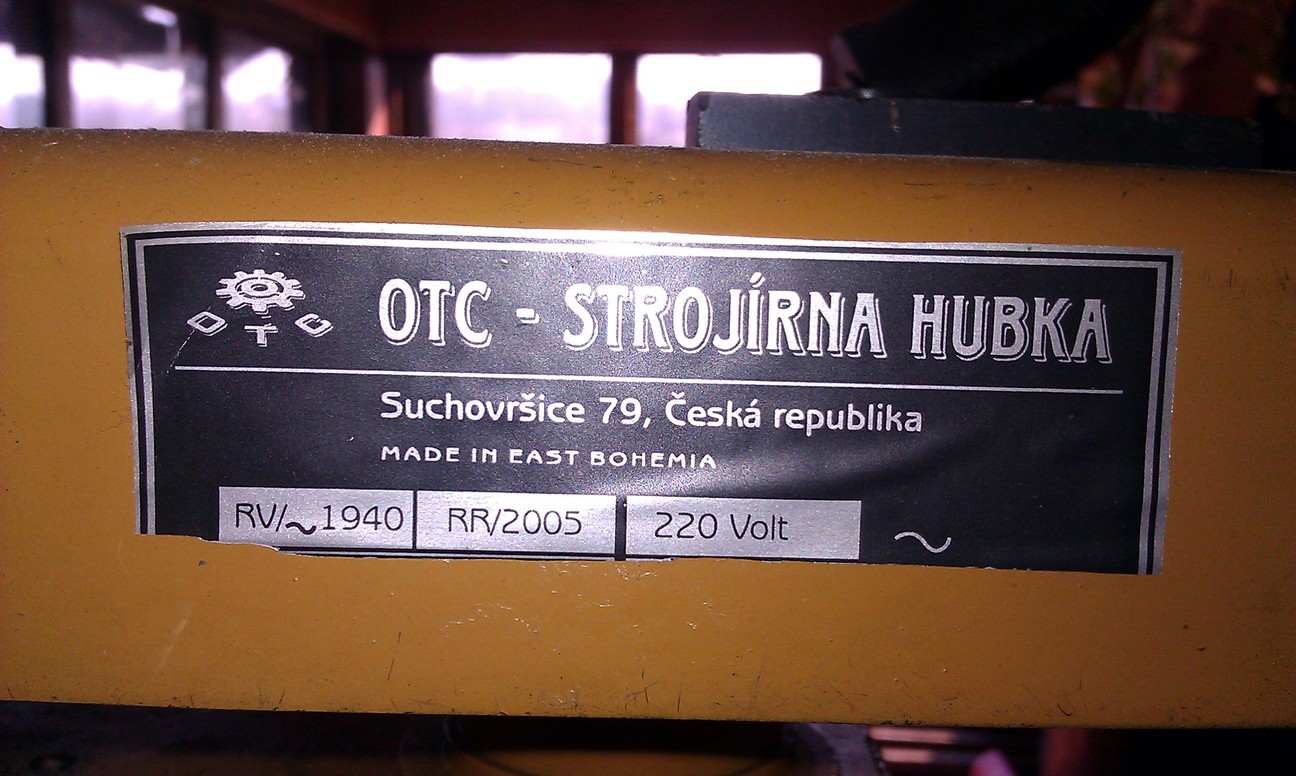 OTC
OTC - STROJÍRNA HUBKA
Suchovršice 79, Česká republika
MADE IN EAST BOHEMIA
RV/~1940 RR/2005 220 Volt ~